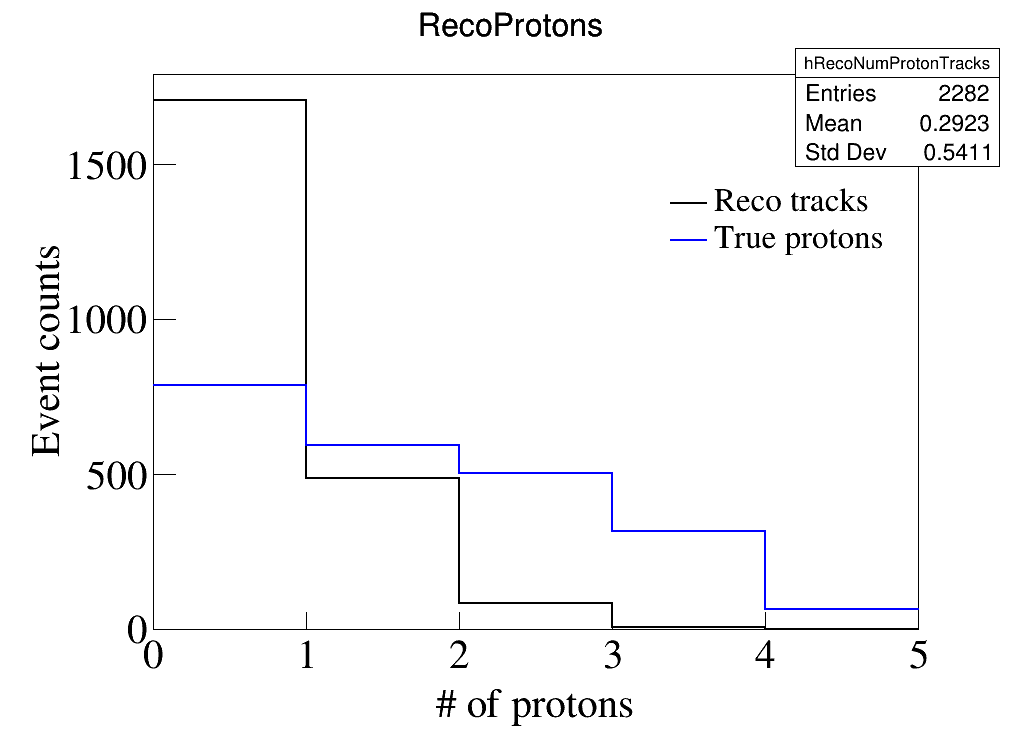 RecoProtons
hRecoNumProtonTracks
Entries 2282
Mean 0.2923
Std Dev 0.5411
Reco tracks
True protons
Event counts
1500
1000
500
0
0 1 2 3 4 5
# of protons